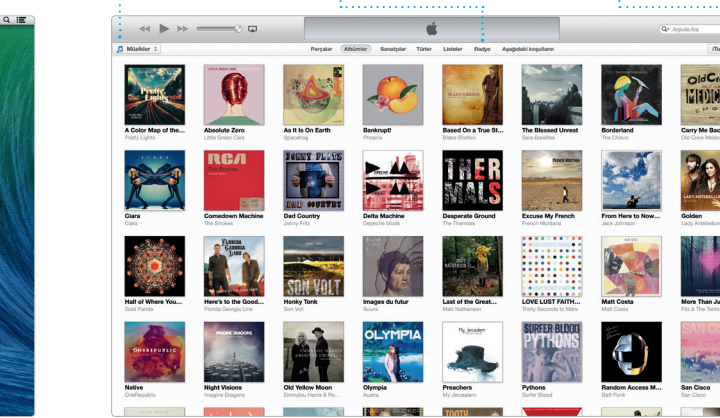 Arşivde Ara
Müzikler
Parçalar Albümler Sanatçılar Türler Listeler Radyo Aşağıdaki koşulların
iTu
A Color Map of the... Absolute Zero As It Is On Earth Bankrupt! Based On a True St... The Blessed Unrest Borderland Carry Me Bac
Pretty Lights Little Green Cars Spacehog Phoenix Blake Shelton Sara Bareilles The Chevin Old Crow Medic
Ciara Comedown Machine Dad Country Delta Machine Desperate Ground Excuse My French From Here to Now... Golden
Ciara The Strokes Jonny Fritz Depeche Mode The Thermals French Montana Jack Johnson Lady Antebellum
Half of Where You... Here's to the Good... Honky Tonk Images du futur Last of the Great... LOVE LUST FAITH... Matt Costa More Than Ju
Gold Panda Florida Georgia Line Son Volt Suuns Matt Nathanson Thirty Seconds to Mars Matt Costa Fitz & The Tantru
Native Night Visions Old Yellow Moon Olympia Preachers Pythons Random Access M... San Cisco
OneRepublic Imagine Dragons Emmylou Harris & Ro... Austra My Jerusalem Surfer Blood Daft Punk San Cisco